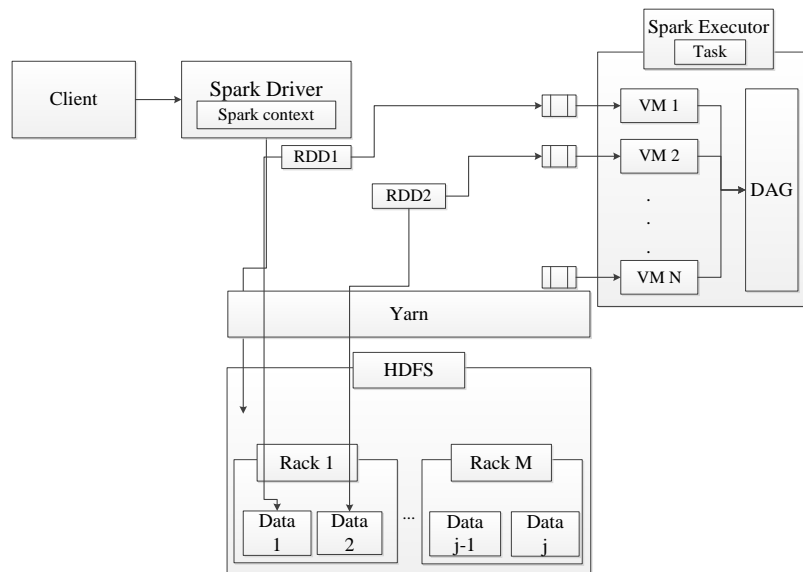 Spark Executor
Task
Client
Spark Driver
Spark context
VM 1
RDD1
VM 2
RDD2
DAG
.
.
.
VM N
Yarn
HDFS
Rack 1
Rack M
Data
1
Data
2
...
Data
j-1
Data
j